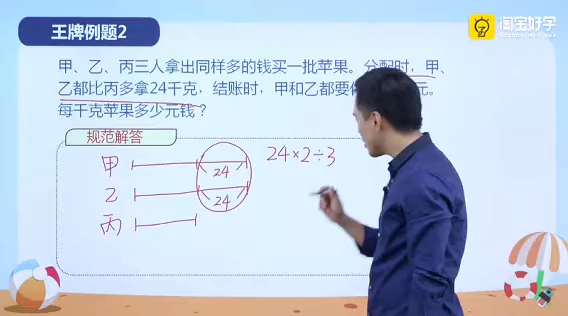 王牌例题2
淘宝好学
甲、乙、丙三人拿出同样多的钱买一批苹果。分配时，甲、
乙都比丙多拿24千克，结账时，甲和乙都要 元。
每千克苹果多少元钱？
规范解答
甲 24 24×2÷3
乙 24
丙